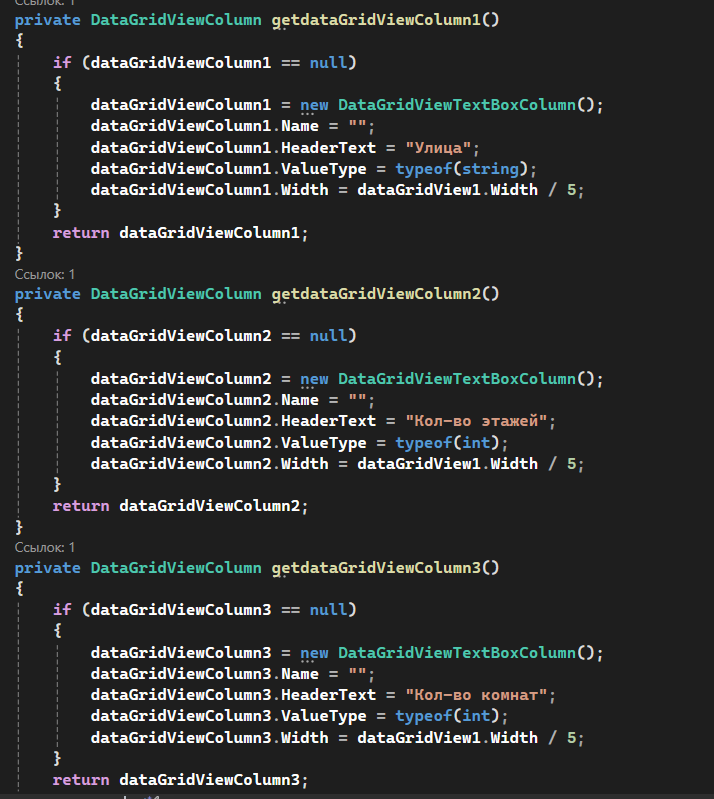 Ссылок: 1
private DataGridViewColumn getdataGridViewColumn1()
{
if (dataGridViewColumn1 == null)
{
dataGridViewColumn1 = new DataGridViewTextBoxColumn();
dataGridViewColumn1.Name = "";
dataGridViewColumn1.HeaderText = "Улица";
dataGridViewColumn1.ValueType = typeof(string);
dataGridViewColumn1.Width = dataGridView1.Width / 5;
}
return dataGridViewColumn1;
}
Ссылок: 1
private DataGridViewColumn getdataGridViewColumn2()
{
if (dataGridViewColumn2 == null)
{
dataGridViewColumn2 = new DataGridViewTextBoxColumn();
dataGridViewColumn2.Name = "";
dataGridViewColumn2.HeaderText = "Кол-во этажей";
dataGridViewColumn2.ValueType = typeof(int);
dataGridViewColumn2.Width = dataGridView1.Width / 5;
}
return dataGridViewColumn2;
}
Ссылок: 1
private DataGridViewColumn getdataGridViewColumn3()
{
if (dataGridViewColumn3 == null)
{
dataGridViewColumn3 = new DataGridViewTextBoxColumn();
dataGridViewColumn3.Name = "";
dataGridViewColumn3.HeaderText = "Кол-во комнат";
dataGridViewColumn3.ValueType = typeof(int);
dataGridViewColumn3.Width = dataGridView1.Width / 5;
}
return dataGridViewColumn3;